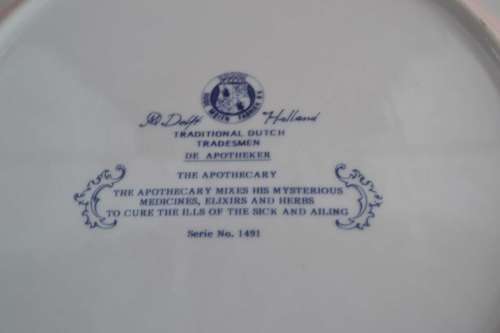 Delft Holland
TRADITIONAL DUTCH
TRADESMEN
DE APOTHEKER
THE APOTHECARY
THE APOTHECARY MIXES HIS MYSTERIOUS
MEDICINES, ELIXIRS AND HERBS
TO CURE THE ILLS OF THE SICK AND AILING
Serie No. 1491